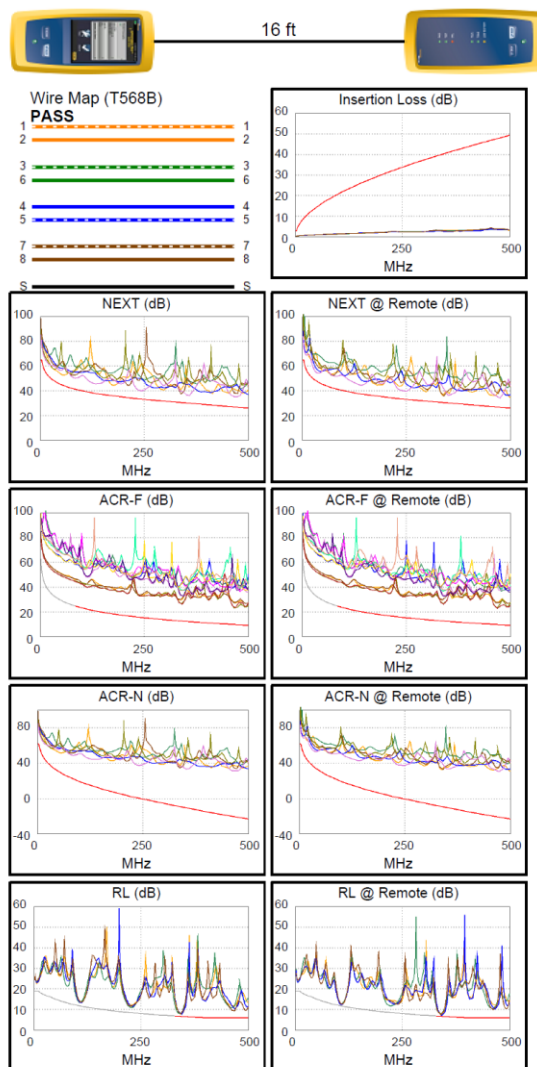 16 ft
Wire Map (T568B)
PASS
1 1
2 2
3 3
6 6
4 4
5 5
7 7
8 8
S S
Insertion Loss (dB)
60
50
40
30
20
10
0
0 250 500
MHz
NEXT (dB)
100
80
60
40
20
0
0 250 500
MHz
NEXT @ Remote (dB)
100
80
60
40
20
0
0 250 500
MHz
ACR-F (dB)
100
80
60
40
20
0
0 250 500
MHz
ACR-F @ Remote (dB)
100
80
60
40
20
0
0 250 500
MHz
ACR-N (dB)
80
40
0
-40
0 250 500
MHz
ACR-N @ Remote (dB)
80
40
0
-40
0 250 500
MHz
RL (dB)
60
50
40
30
20
10
0
0 250 500
MHz
RL @ Remote (dB)
60
50
40
30
20
10
0
0 250 500
MHz